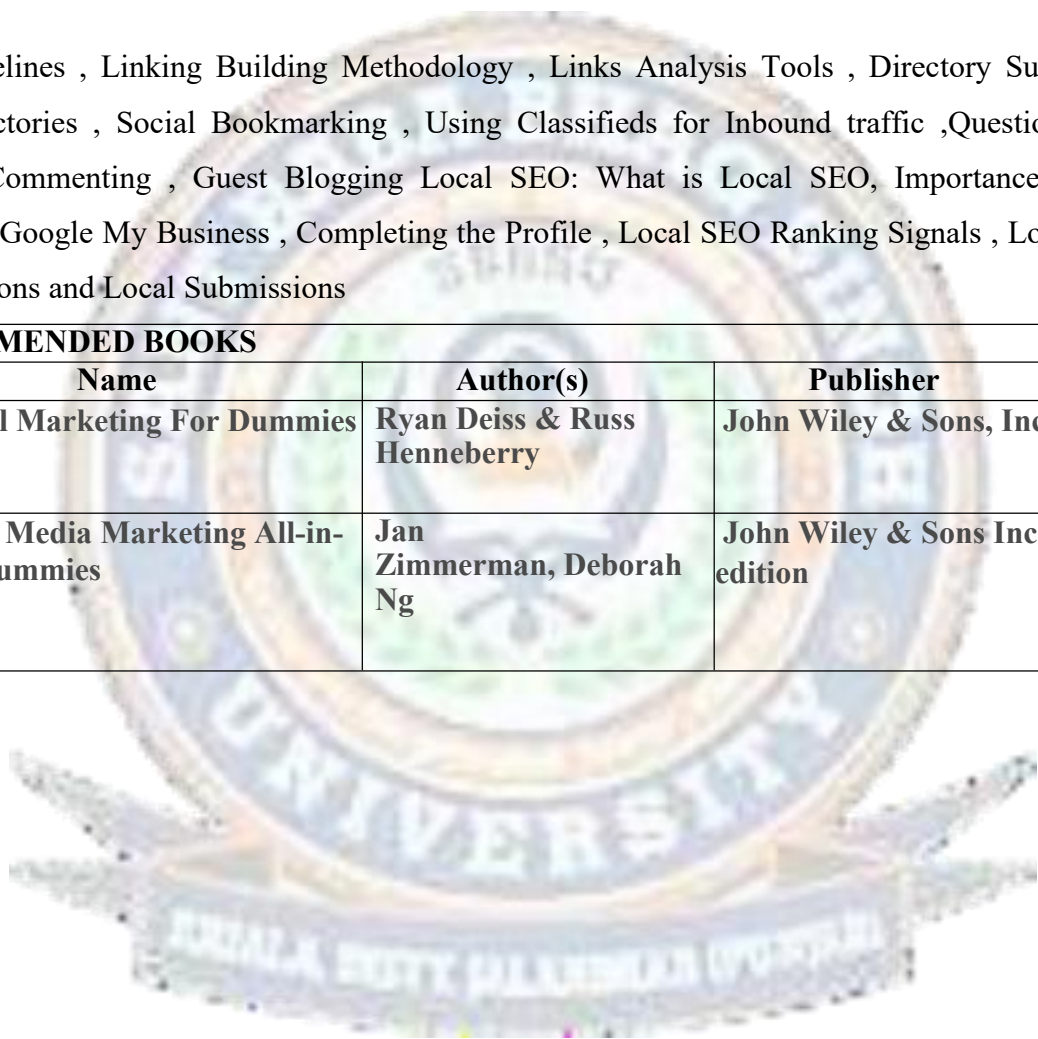 elines , Linking Building Methodology , Links Analysis Tools , Directory Su
ctories , Social Bookmarking , Using Classifieds for Inbound traffic ,Questio
Commenting , Guest Blogging Local SEO: What is Local SEO, Importance
Google My Business , Completing the Profile , Local SEO Ranking Signals , Lo
ons and Local Submissions
MENDED BOOKS
Name Author(s) Publisher
l Marketing For Dummies Ryan Deiss & Russ Henneberry John Wiley & Sons, Inc
Media Marketing All-in-
ummies
Jan
Zimmerman, Deborah
Ng
John Wiley & Sons Inc
edition
UNIVERSITY